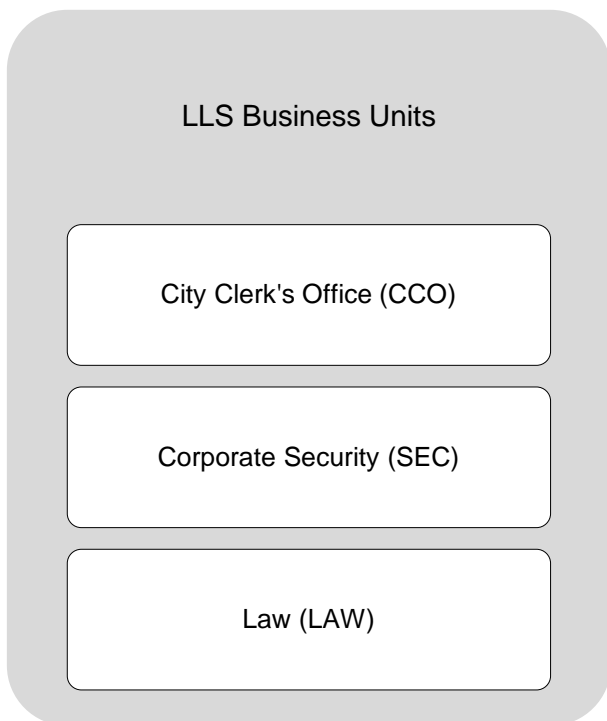 LLS Business Units
City Clerk's Office (CCO)
Corporate Security (SEC)
Law (LAW)